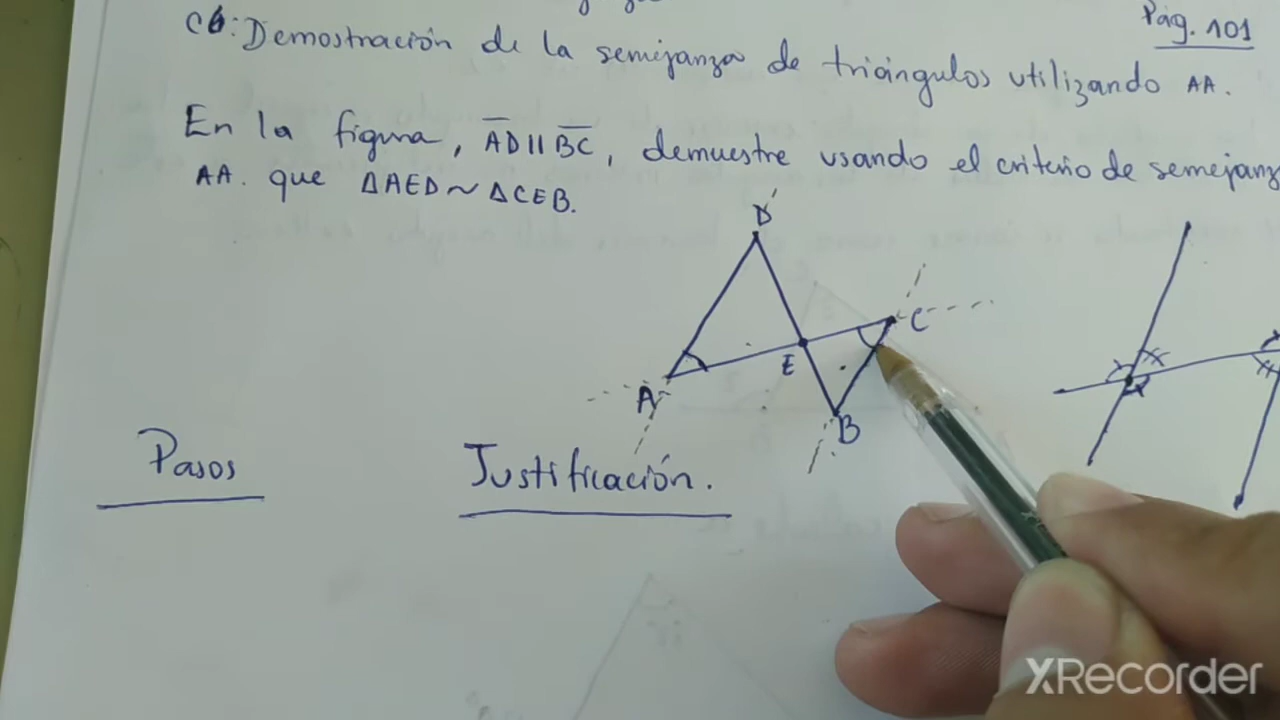 C6: Demostración de la semejanza de triángulos utilizando AA.
Pág. 101
En la figura, AD || BC, demuestre usando el criterio de semejanz
AA. que ΔAED ~ ΔCEB.
D
C
E
A
B
Pasos
Justificación.
XRecorder